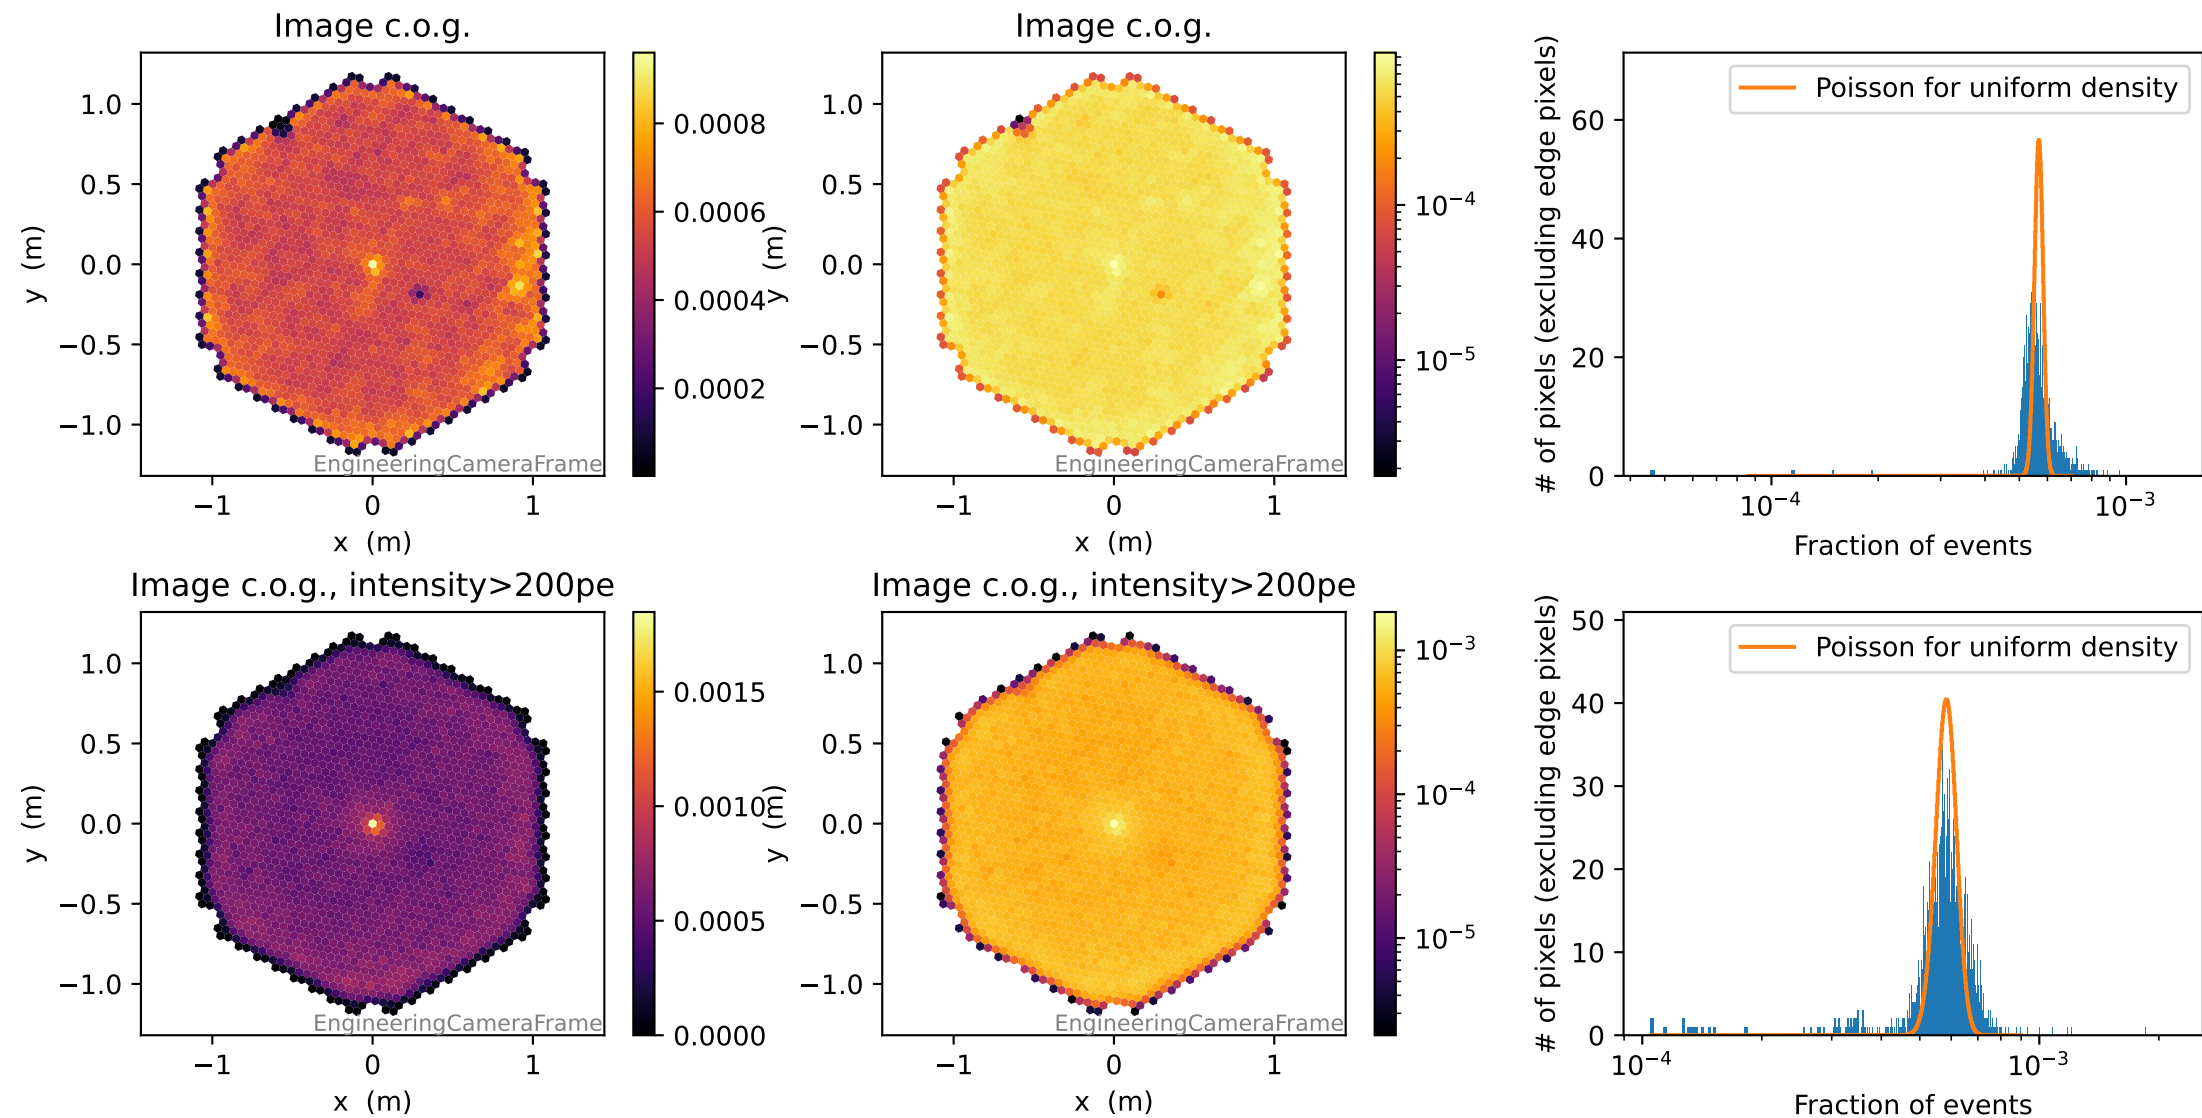 Image c.o.g.
1.0
0.5
0.0
−0.5
−1.0
y (m)
−1
0
1
x (m)
EngineeringCameraFrame
0.0008
0.0006
0.0004
0.0002
Image c.o.g.
1.0
0.5
0.0
−0.5
−1.0
y (m)
−1
0
1
x (m)
EngineeringCameraFrame
10⁻⁴
10⁻⁵
Poisson for uniform density
# of pixels (excluding edge pixels)
60
40
20
0
10⁻⁴
10⁻³
Fraction of events
Image c.o.g., intensity>200pe
1.0
0.5
0.0
−0.5
−1.0
y (m)
−1
0
1
x (m)
EngineeringCameraFrame
0.0015
0.0010
0.0005
0.0000
Image c.o.g., intensity>200pe
1.0
0.5
0.0
−0.5
−1.0
y (m)
−1
0
1
x (m)
EngineeringCameraFrame
10⁻³
10⁻⁴
10⁻⁵
Poisson for uniform density
# of pixels (excluding edge pixels)
50
40
30
20
10
0
10⁻⁴
10⁻³
Fraction of events